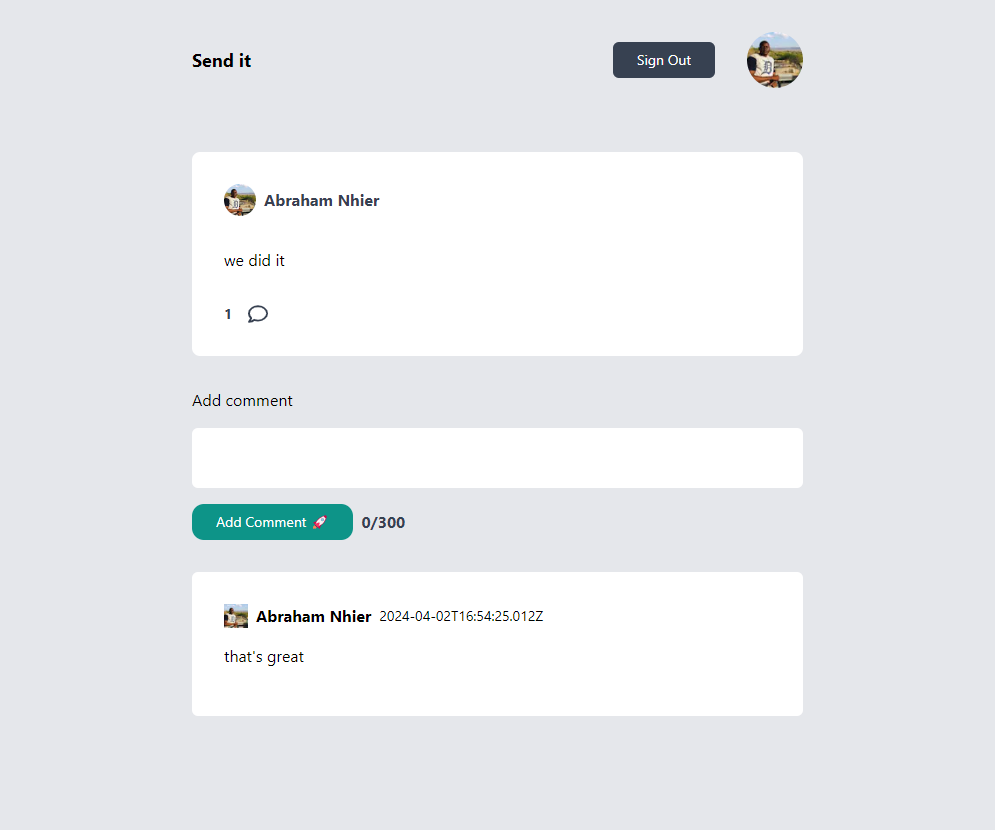 Send it
Sign Out
Abraham Nhier
we did it
1
Add comment
Add Comment 🚀
0/300
Abraham Nhier 2024-04-02T16:54:25.012Z
that's great